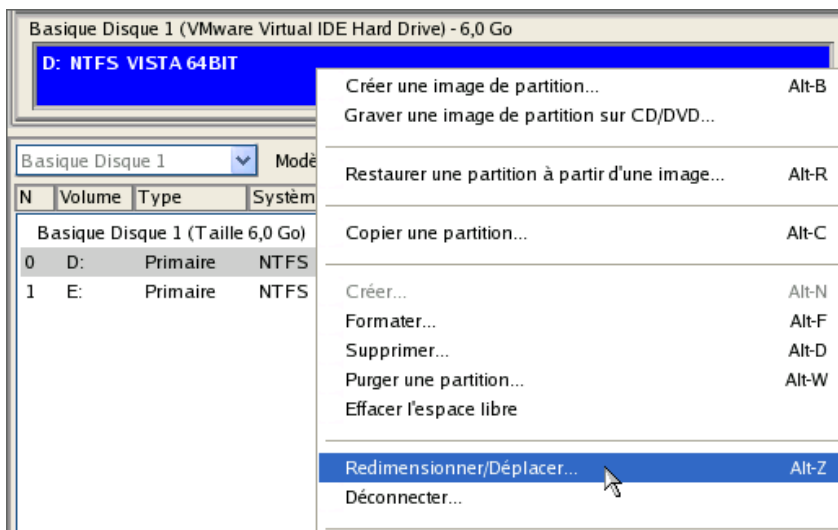 Basique Disque 1 (VMware Virtual IDE Hard Drive) - 6,0 Go
D: NTFS VISTA 64BIT
Créer une image de partition... Alt-B
Graver une image de partition sur CD/DVD...
Basique Disque 1 Modè
Restaurer une partition à partir d'une image... Alt-R
N Volume Type Systèm
Basique Disque 1 (Taille 6,0 Go)
Copier une partition... Alt-C
0 D: Primaire NTFS
1 E: Primaire NTFS
Créer... Alt-N
Formater... Alt-F
Supprimer... Alt-D
Purger une partition... Alt-W
Effacer l'espace libre
Redimensionner/Déplacer... Alt-Z
Déconnecter...